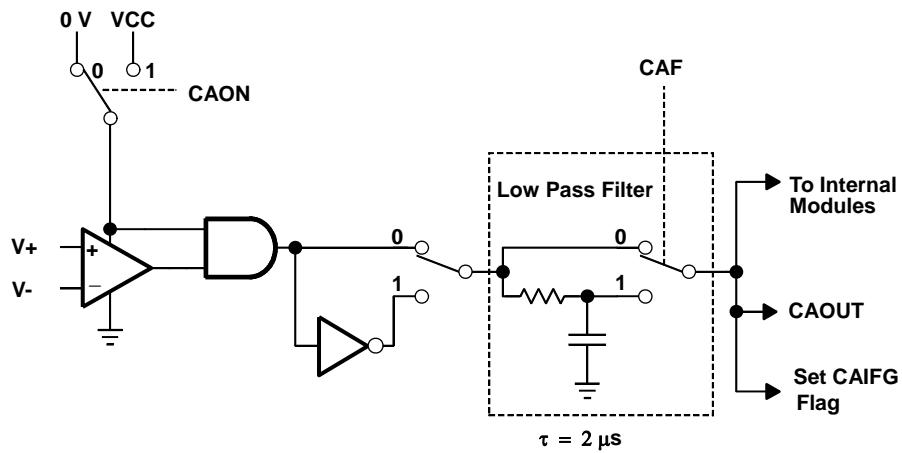 0 V VCC
0 1
CAON
CAF
Low Pass Filter
To Internal
Modules
V+
+
V-
−
0
1
0
1
CAOUT
Set CAIFG
Flag
τ = 2 μs